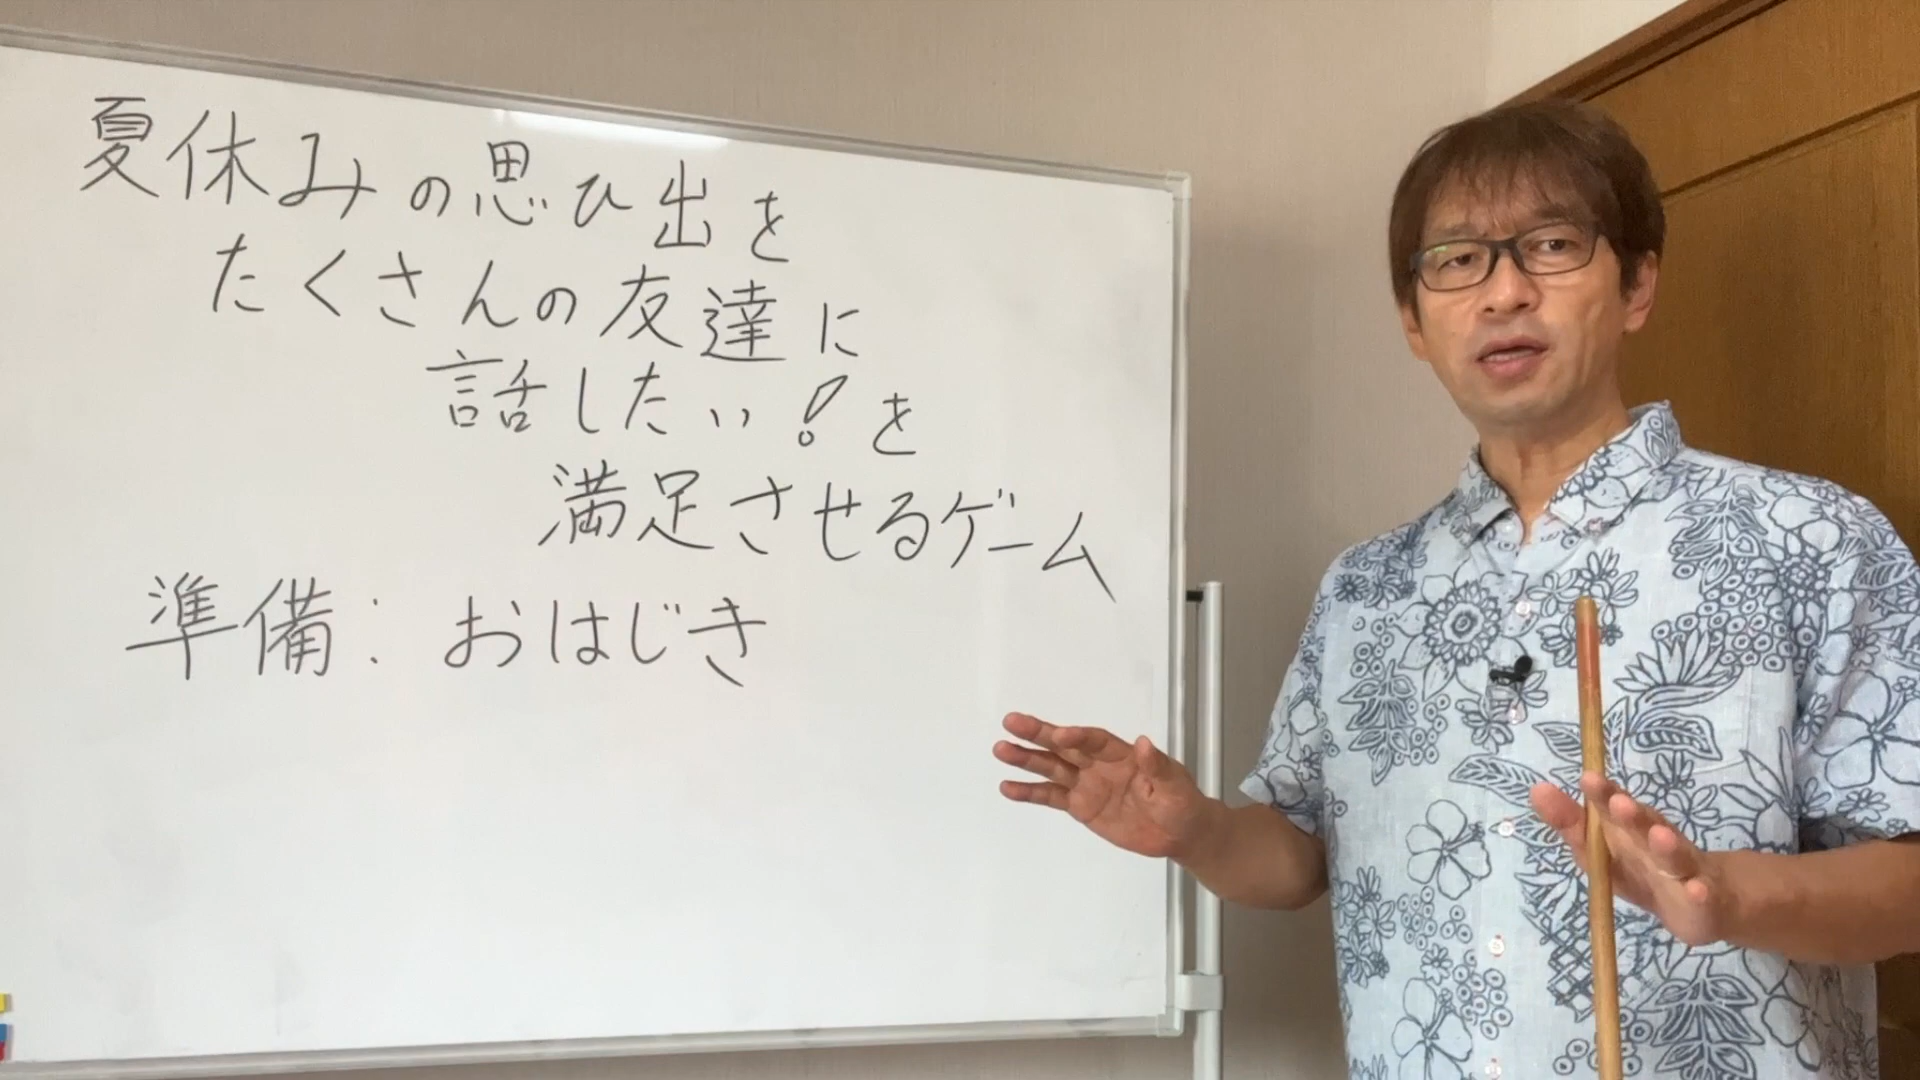 夏休みの思ひ出を
たくさんの友達に
話したい!を
満足させるゲーム
準備:おはじき